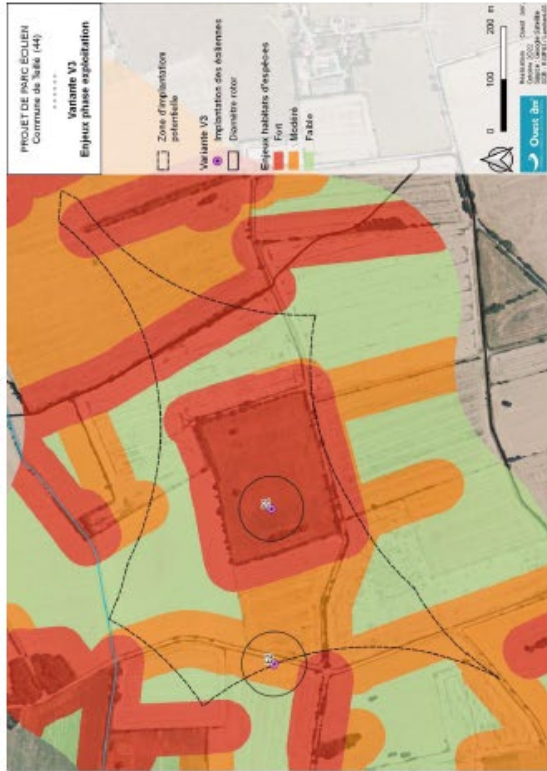 PROJET DE PARC ÉOLIEN
Commune de Teillé (44)
Variante V3
Enjeux phase exploitation
Zone d'implantation
potentielle
Variante V3
Implantation des éoliennes
Diamètre rotor
Enjeux habitats d'espèces
Fort
Modéré
Faible
0 100 200 m
Ouest am'